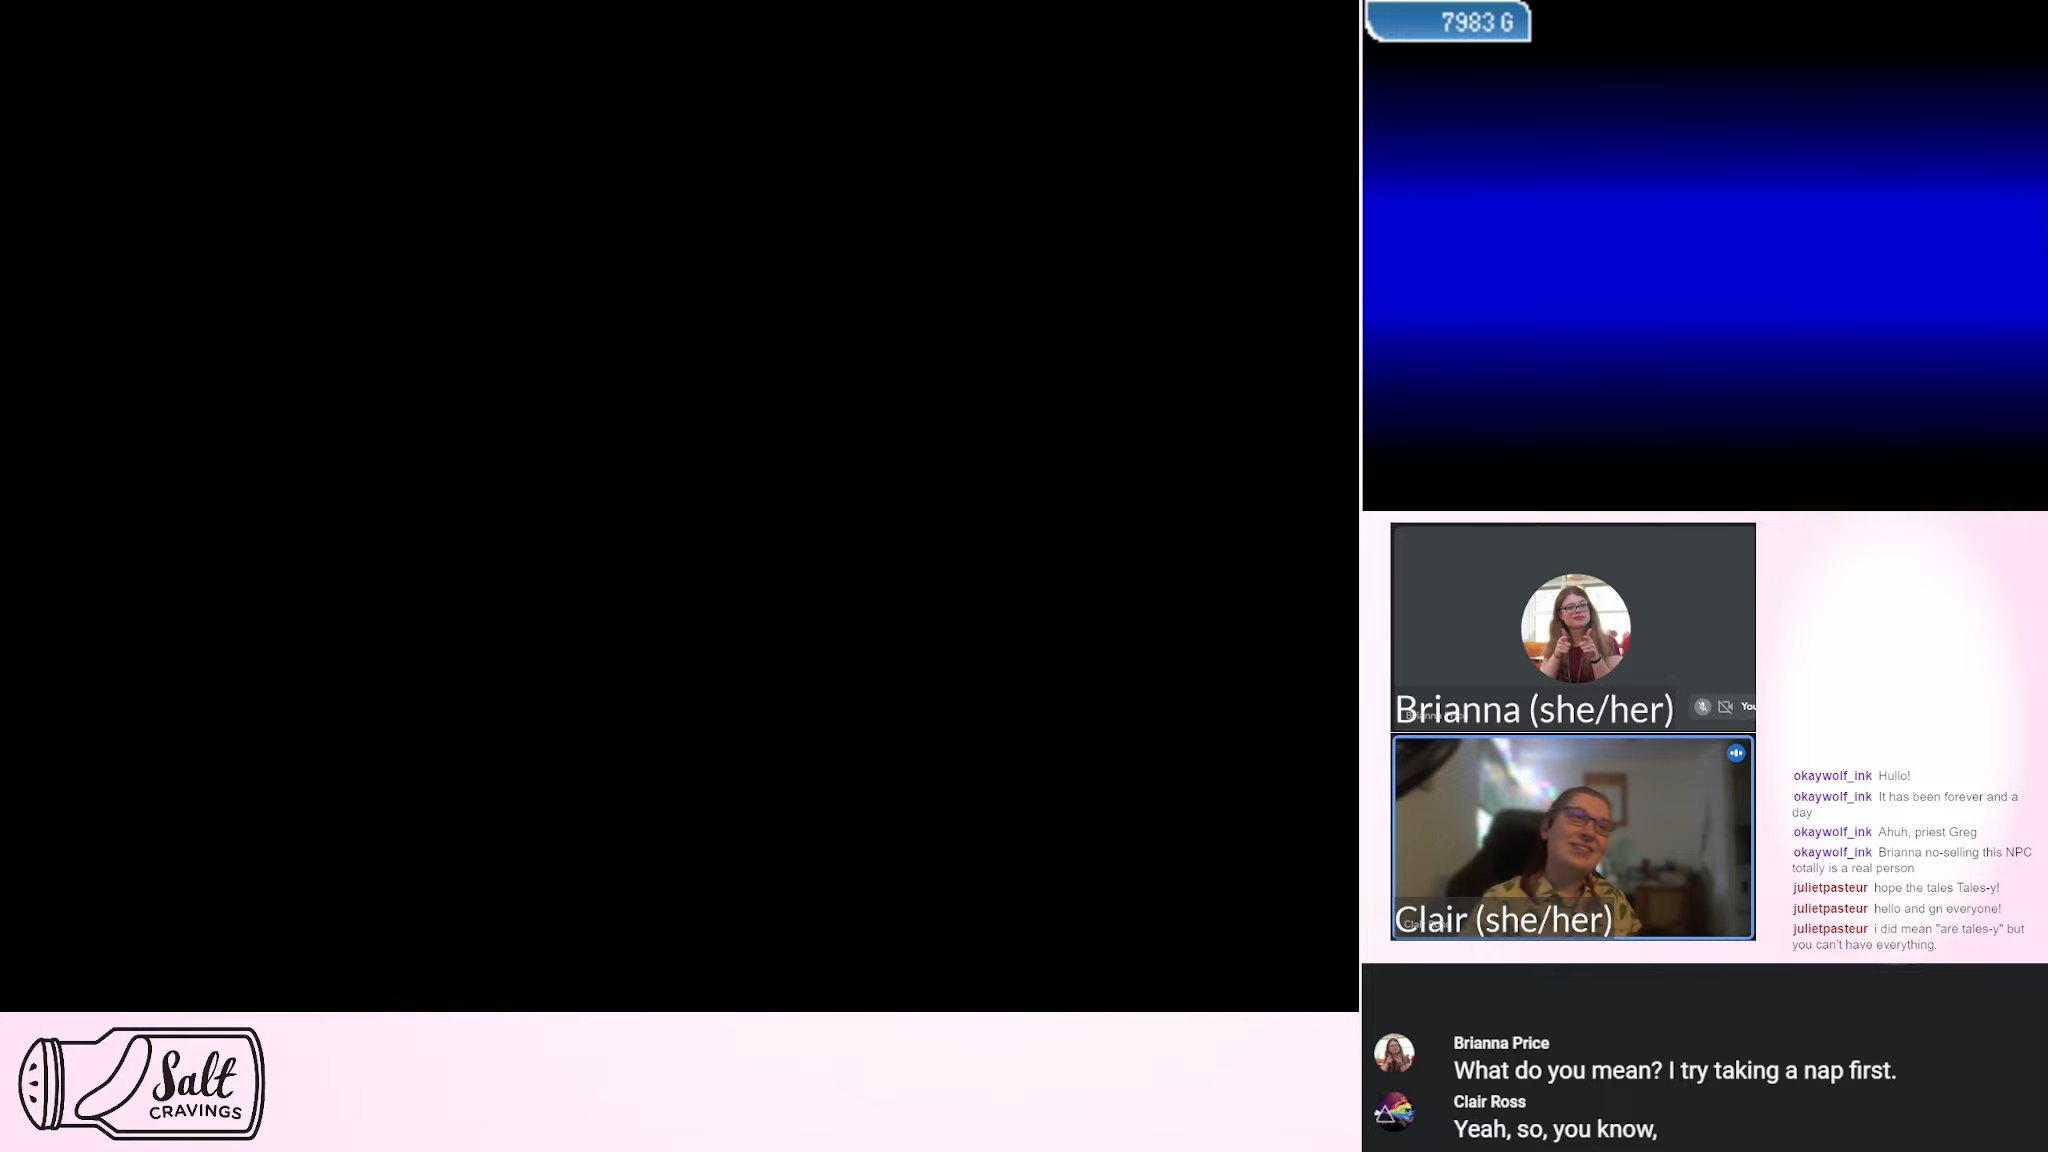 7983 G
Brianna (she/her)
You
Clair (she/her)
okaywolf_ink Hullo!
okaywolf_ink It has been forever and a
day
okaywolf_ink Ahuh, priest Greg
okaywolf_ink Brianna no-selling this NPC
totally is a real person
julietpasteur hope the tales Tales-y!
julietpasteur hello and gn everyone!
julietpasteur i did mean "are tales-y" but
you can't have everything
Salt
CRAVINGS
Brianna Price
What do you mean? I try taking a nap first.
Clair Ross
Yeah, so, you know,